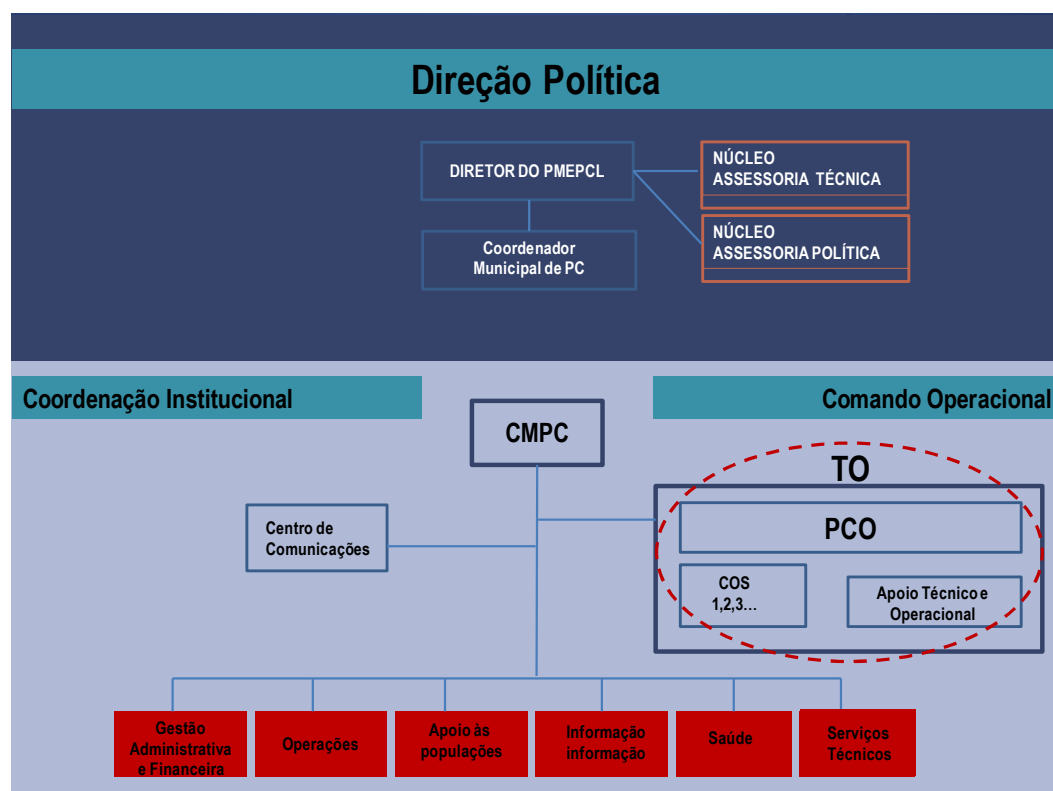 Direção Política
DIRETOR DO PMEPCL
NÚCLEO
ASSESSORIA TÉCNICA
NÚCLEO
ASSESSORIA POLÍTICA
Coordenador
Municipal de PC
Coordenação Institucional
Comando Operacional
CMPC
TO
PCO
Centro de
Comunicações
COS
1,2,3...
Apoio Técnico e
Operacional
Gestão
Administrativa
e Financeira
Operações
Apoio às
populações
Informação
informação
Saúde
Serviços
Técnicos